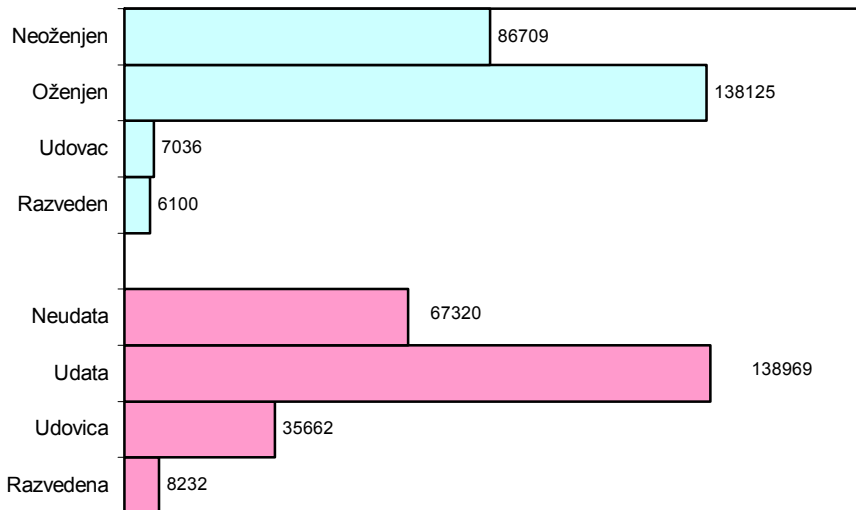 Neoženjen 86709
Oženjen 138125
Udovac 7036
Razveden 6100
Neudata 67320
Udata 138969
Udovica 35662
Razvedena 8232